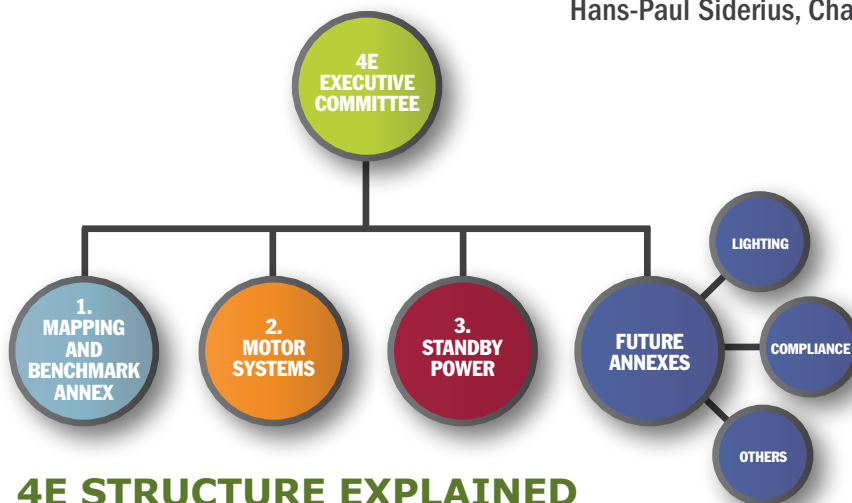 Hans-Paul Siderius,
4E
EXECUTIVE
COMMITTEE
LIGHTING
1.
MAPPING
AND
BENCHMARK
ANNEX
2.
MOTOR
SYSTEMS
3.
STANDBY
POWER
FUTURE
ANNEXES
COMPLIANCE
OTHERS
4E STRUCTURE EXPLAINED